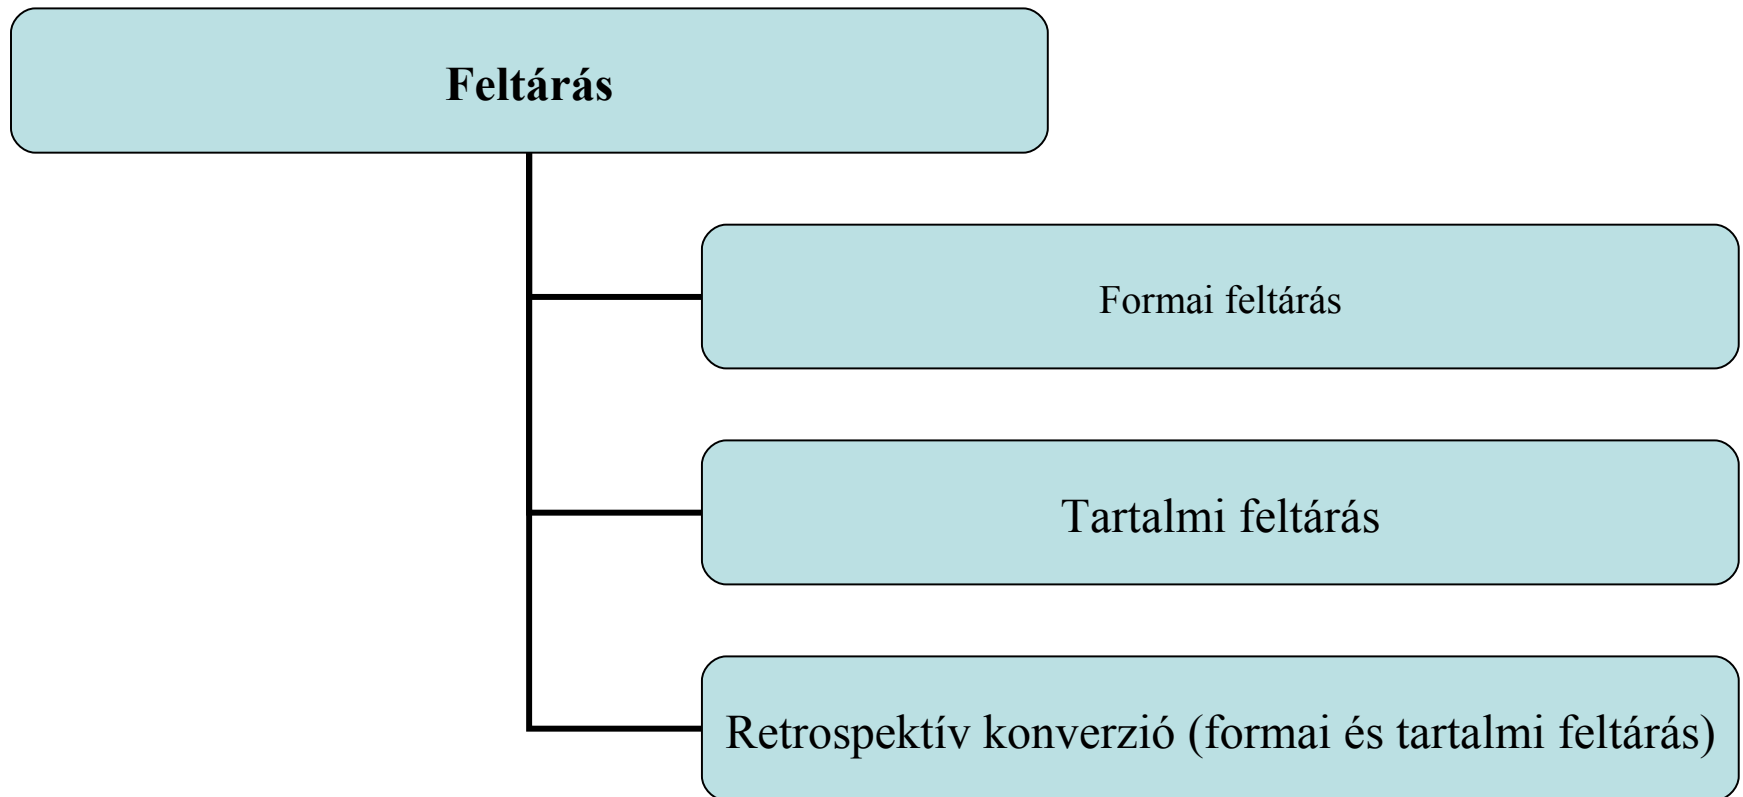 Feltárás
Formai feltárás
Tartalmi feltárás
Retrospektív konverzió (formai és tartalmi feltárás)